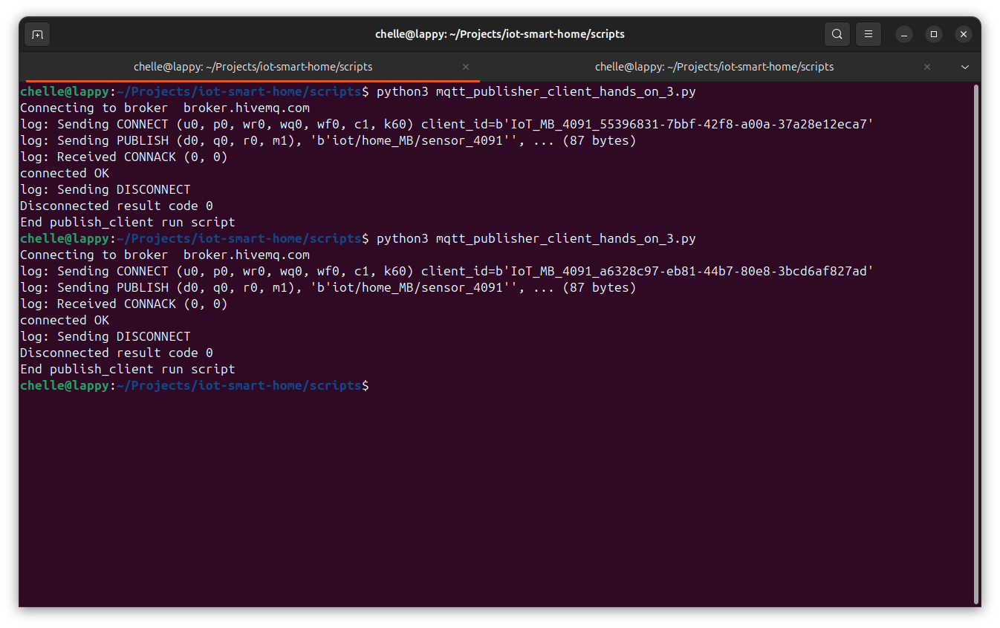 chelle@lappy: ~/Projects/iot-smart-home/scripts
chelle@lappy: ~/Projects/iot-smart-home/scripts
chelle@lappy: ~/Projects/iot-smart-home/scripts
chelle@lappy:~/Projects/iot-smart-home/scripts$ python3 mqtt_publisher_client_hands_on_3.py
Connecting to broker  broker.hivemq.com
log: Sending CONNECT (u0, p0, wr0, wq0, wf0, c1, k60) client_id=b'IoT_MB_4091_55396831-7bbf-42f8-a00a-37a28e12eca7'
log: Sending PUBLISH (d0, q0, r0, m1), 'b'iot/home_MB/sensor_4091'', ... (87 bytes)
log: Received CONNACK (0, 0)
connected OK
log: Sending DISCONNECT
Disconnected result code 0
End publish_client run script
chelle@lappy:~/Projects/iot-smart-home/scripts$ python3 mqtt_publisher_client_hands_on_3.py
Connecting to broker  broker.hivemq.com
log: Sending CONNECT (u0, p0, wr0, wq0, wf0, c1, k60) client_id=b'IoT_MB_4091_a6328c97-eb81-44b7-80e8-3bcd6af827ad'
log: Sending PUBLISH (d0, q0, r0, m1), 'b'iot/home_MB/sensor_4091'', ... (87 bytes)
log: Received CONNACK (0, 0)
connected OK
log: Sending DISCONNECT
Disconnected result code 0
End publish_client run script
chelle@lappy:~/Projects/iot-smart-home/scripts$